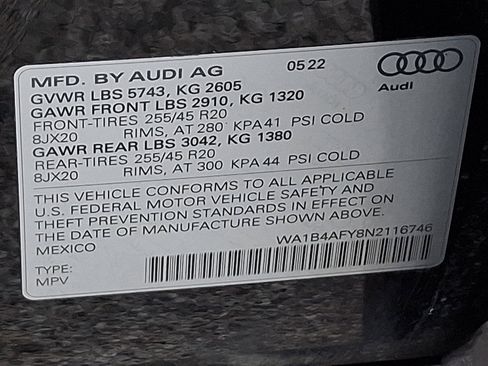 MFD. BY AUDI AG 05 22
Audi
GVWR LBS 5743, KG 2605
GAWR FRONT LBS 2910, KG 1320
FRONT-TIRES 255/45 R20
8JX20 RIMS, AT 280 KPA 41 PSI COLD
GAWR REAR LBS 3042, KG 1380
REAR-TIRES 255/45 R20
8JX20 RIMS, AT 300 KPA 44 PSI COLD
THIS VEHICLE CONFORMS TO ALL APPLICABLE
U.S. FEDERAL MOTOR VEHICLE SAFETY AND
THEFT PREVENTION STANDARDS IN EFFECT ON
THE DATE OF MANUFACTURE SHOWN ABOVE.
MEXICO
WA1B4AFY8N2116746
TYPE:
MPV